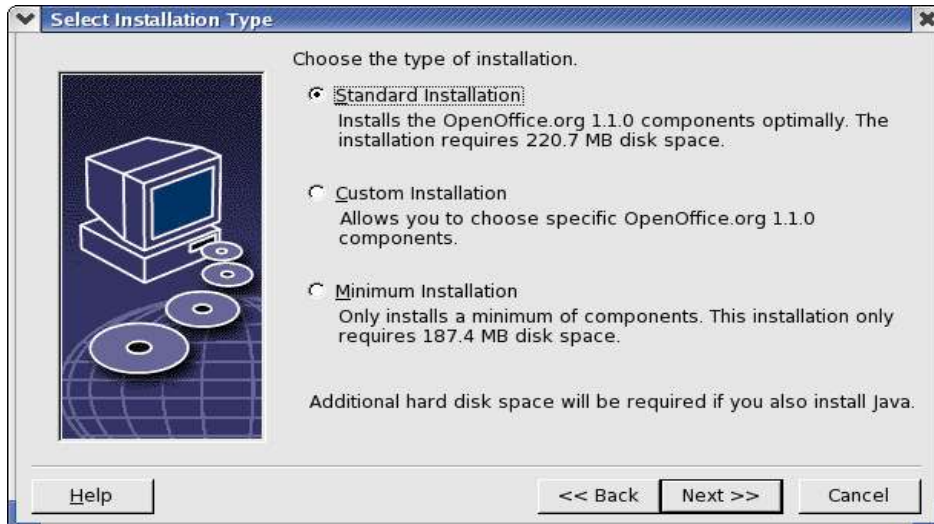 Select Installation Type
Choose the type of installation.
Standard Installation
Installs the OpenOffice.org 1.1.0 components optimally. The
installation requires 220.7 MB disk space.
Custom Installation
Allows you to choose specific OpenOffice.org 1.1.0
components.
Minimum Installation
Only installs a minimum of components. This installation only
requires 187.4 MB disk space.
Additional hard disk space will be required if you also install Java.
Help
<< Back
Next >>
Cancel